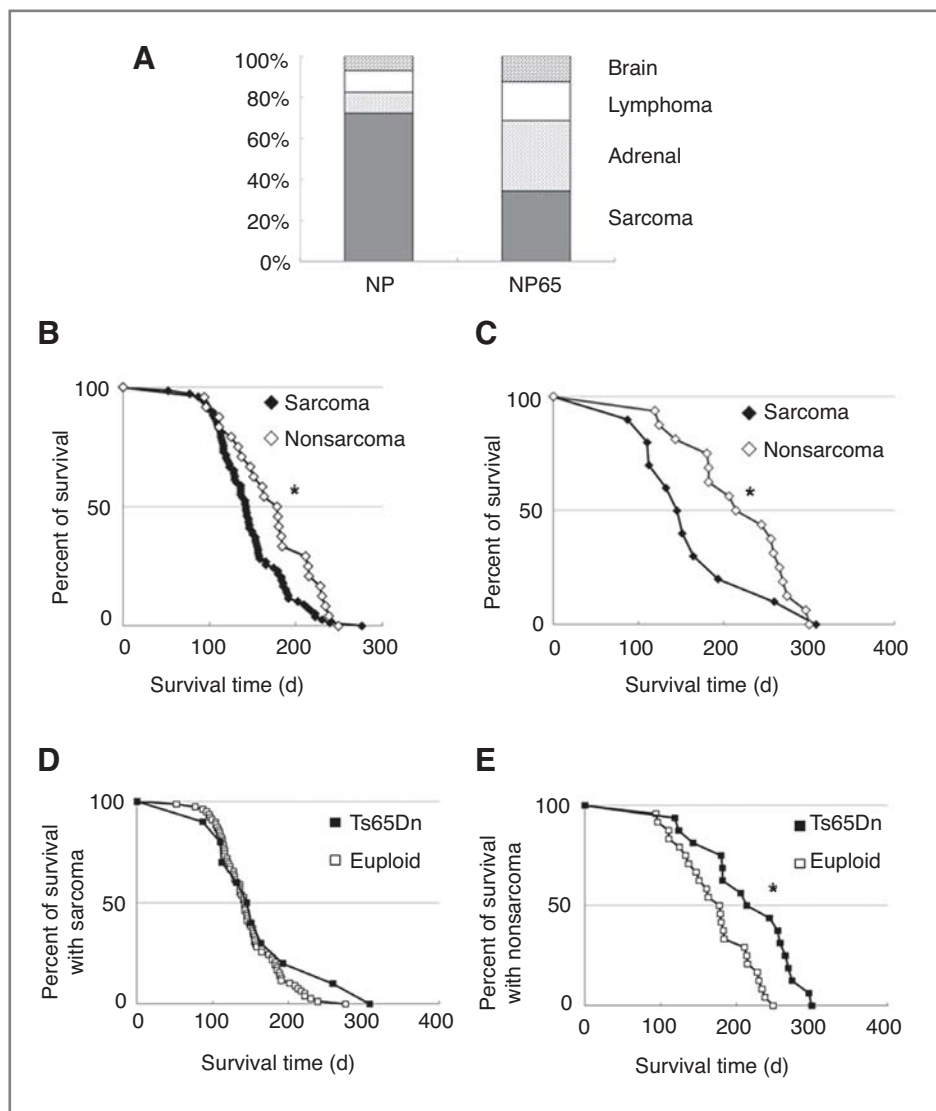 A
100%
80%
60%
40%
20%
0%
Brain
Lymphoma
Adrenal
Sarcoma
NP
NP65
B
Percent of survival
100
50
0
Sarcoma
Nonsarcoma
*
0
100
200
300
Survival time (d)
C
Percent of survival
100
50
0
Sarcoma
Nonsarcoma
*
0
100
200
300
400
Survival time (d)
D
Percent of survival
with sarcoma
100
50
0
Ts65Dn
Euploid
0
100
200
300
400
Survival time (d)
E
Percent of survival
with nonsarcoma
100
50
0
Ts65Dn
Euploid
*
0
100
200
300
400
Survival time (d)